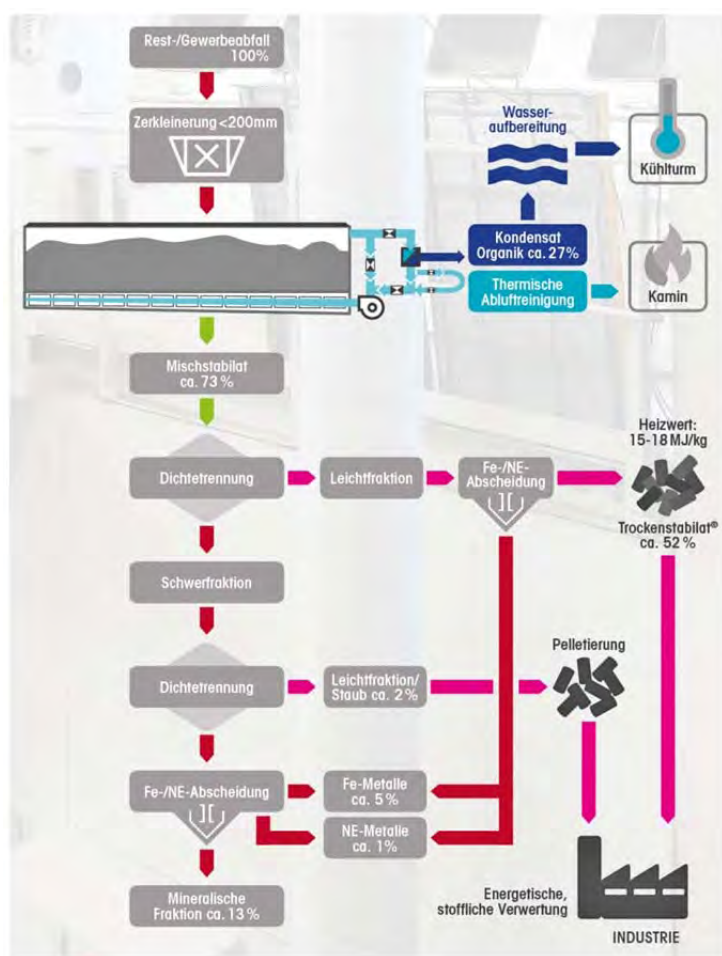 Rest-/Gewerbeabfall
100%
Zerkleinerung <200mm
Wasser-
aufbereitung
Kühlturm
Kondensat
Organik ca. 27%
Thermische
Abluftreinigung
Kamin
Mischstabilat
ca. 73 %
Heizwert:
15-18 MJ/kg
Dichtetrennung
Leichtfraktion
Fe-/NE-
Abscheidung
Trockenstabilat®
ca. 52 %
Schwerfraktion
Pelletierung
Dichtetrennung
Leichtfraktion/
Staub ca. 2 %
Fe-/NE-Abscheidung
Fe-Metalle
ca. 5 %
NE-Metalle
ca. 1%
Mineralische
Fraktion ca. 13 %
Energetische,
stoffliche Verwertung
INDUSTRIE